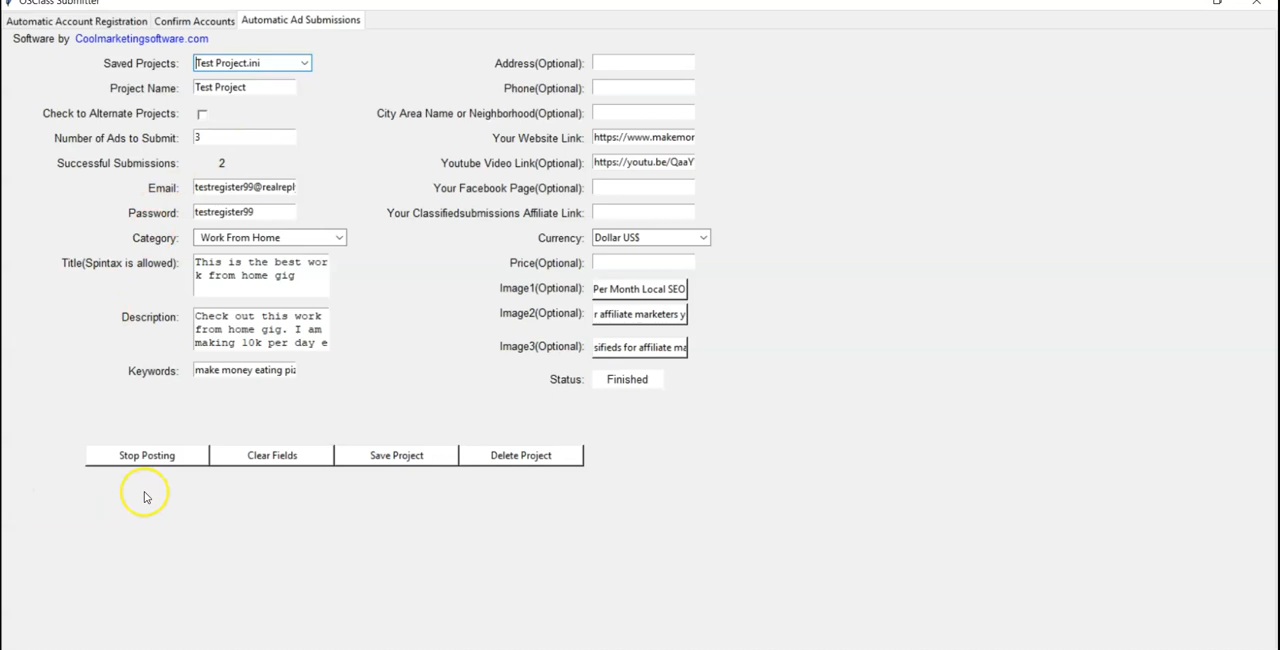 OSClass Submitter
Automatic Account Registration Confirm Accounts Automatic Ad Submissions
Software by Coolmarketingsoftware.com
Saved Projects: Test Project.ini
Project Name: Test Project
Check to Alternate Projects:
Number of Ads to Submit: 3
Successful Submissions: 2
Email: testregister99@realrepl
Password: testregister99
Category: Work From Home
Title(Spintax is allowed): This is the best wor
k from home gig
Description: Check out this work
from home gig. I am
making 10k per day e
Keywords: make money eating piz
Address(Optional):
Phone(Optional):
City Area Name or Neighborhood(Optional):
Your Website Link: https://www.makemor
Youtube Video Link(Optional): https://youtu.be/QaaY
Your Facebook Page(Optional):
Your Classifiedsubmissions Affiliate Link:
Currency: Dollar US$
Price(Optional):
Image1(Optional): Per Month Local SEO
Image2(Optional): r affiliate marketers y
Image3(Optional): sifieds for affiliate ma
Status: Finished
Stop Posting Clear Fields Save Project Delete Project